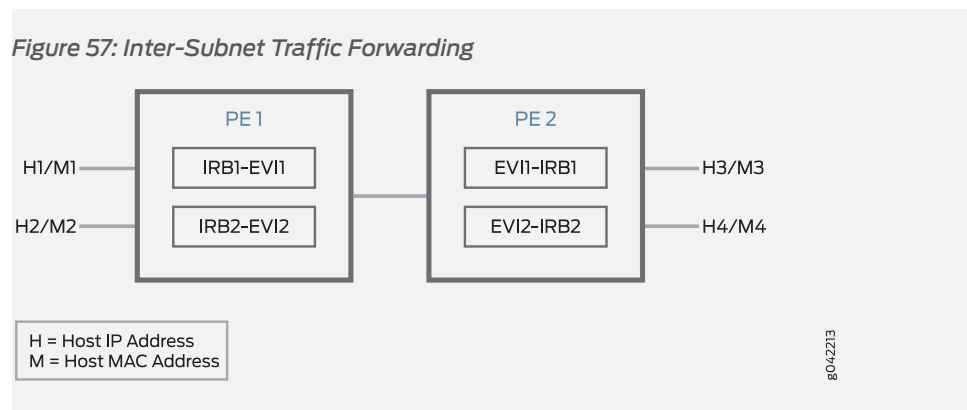 Figure 57: Inter-Subnet Traffic Forwarding
PE 1
PE 2
H1/M1
IRB1-EVI1
EVI1-IRB1
H3/M3
H2/M2
IRB2-EVI2
EVI2-IRB2
H4/M4
H = Host IP Address
M = Host MAC Address
g042213